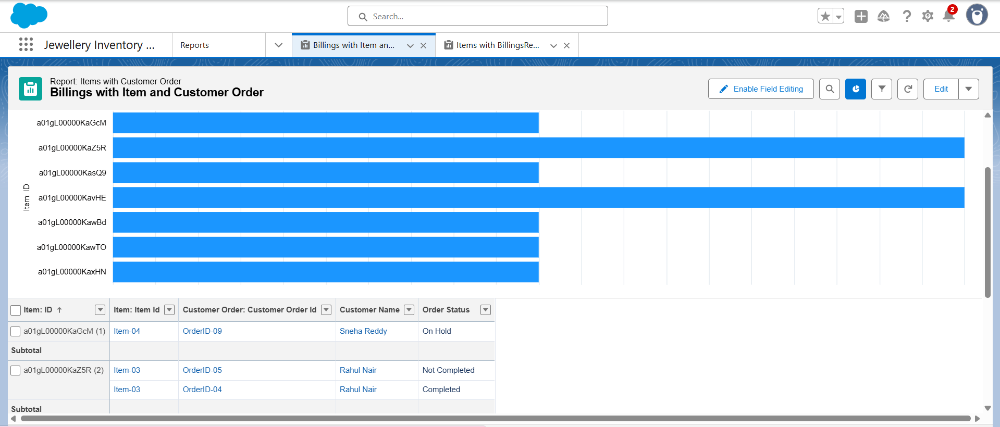 Search...
2
Jewellery Inventory ...
Reports
Billings with Item an...
Items with BillingsRe...
Report: Items with Customer Order
Billings with Item and Customer Order
Enable Field Editing
Edit
Item: ID
a01gL00000KaGcM
a01gL00000KaZ5R
a01gL00000KasQ9
a01gL00000KavHE
a01gL00000KawBd
a01gL00000KawTO
a01gL00000KaxHN
Item: ID ↑ Item: Item Id Customer Order: Customer Order Id Customer Name Order Status
a01gL00000KaGcM (1) Item-04 OrderID-09 Sneha Reddy On Hold
Subtotal
a01gL00000KaZ5R (2) Item-03 OrderID-05 Rahul Nair Not Completed
Item-03 OrderID-04 Rahul Nair Completed
Subtotal